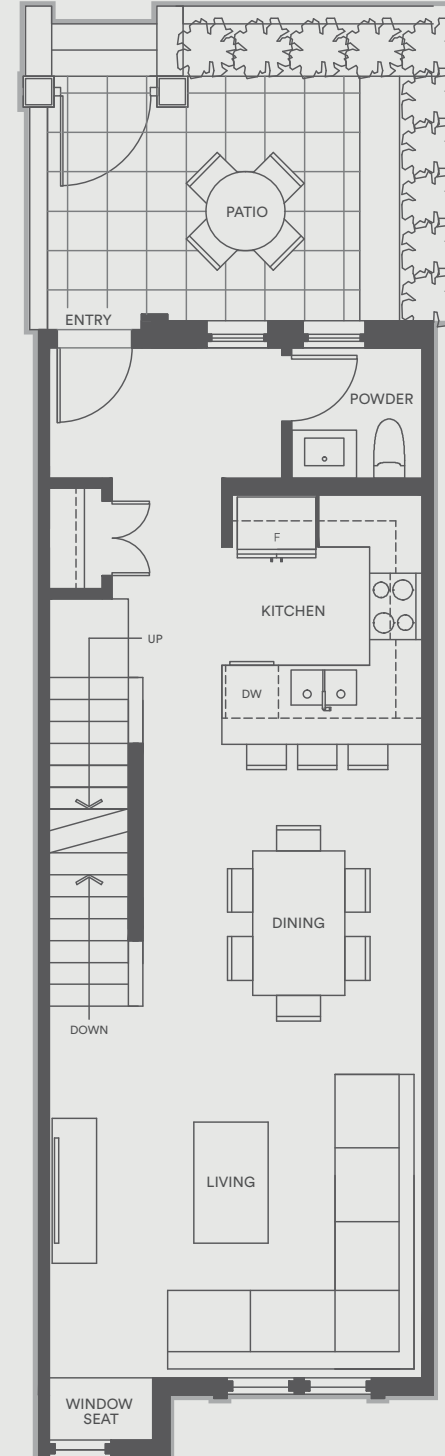 PATIO
ENTRY
POWDER
F
KITCHEN
UP
DW
DINING
DOWN
LIVING
WINDOW
SEAT